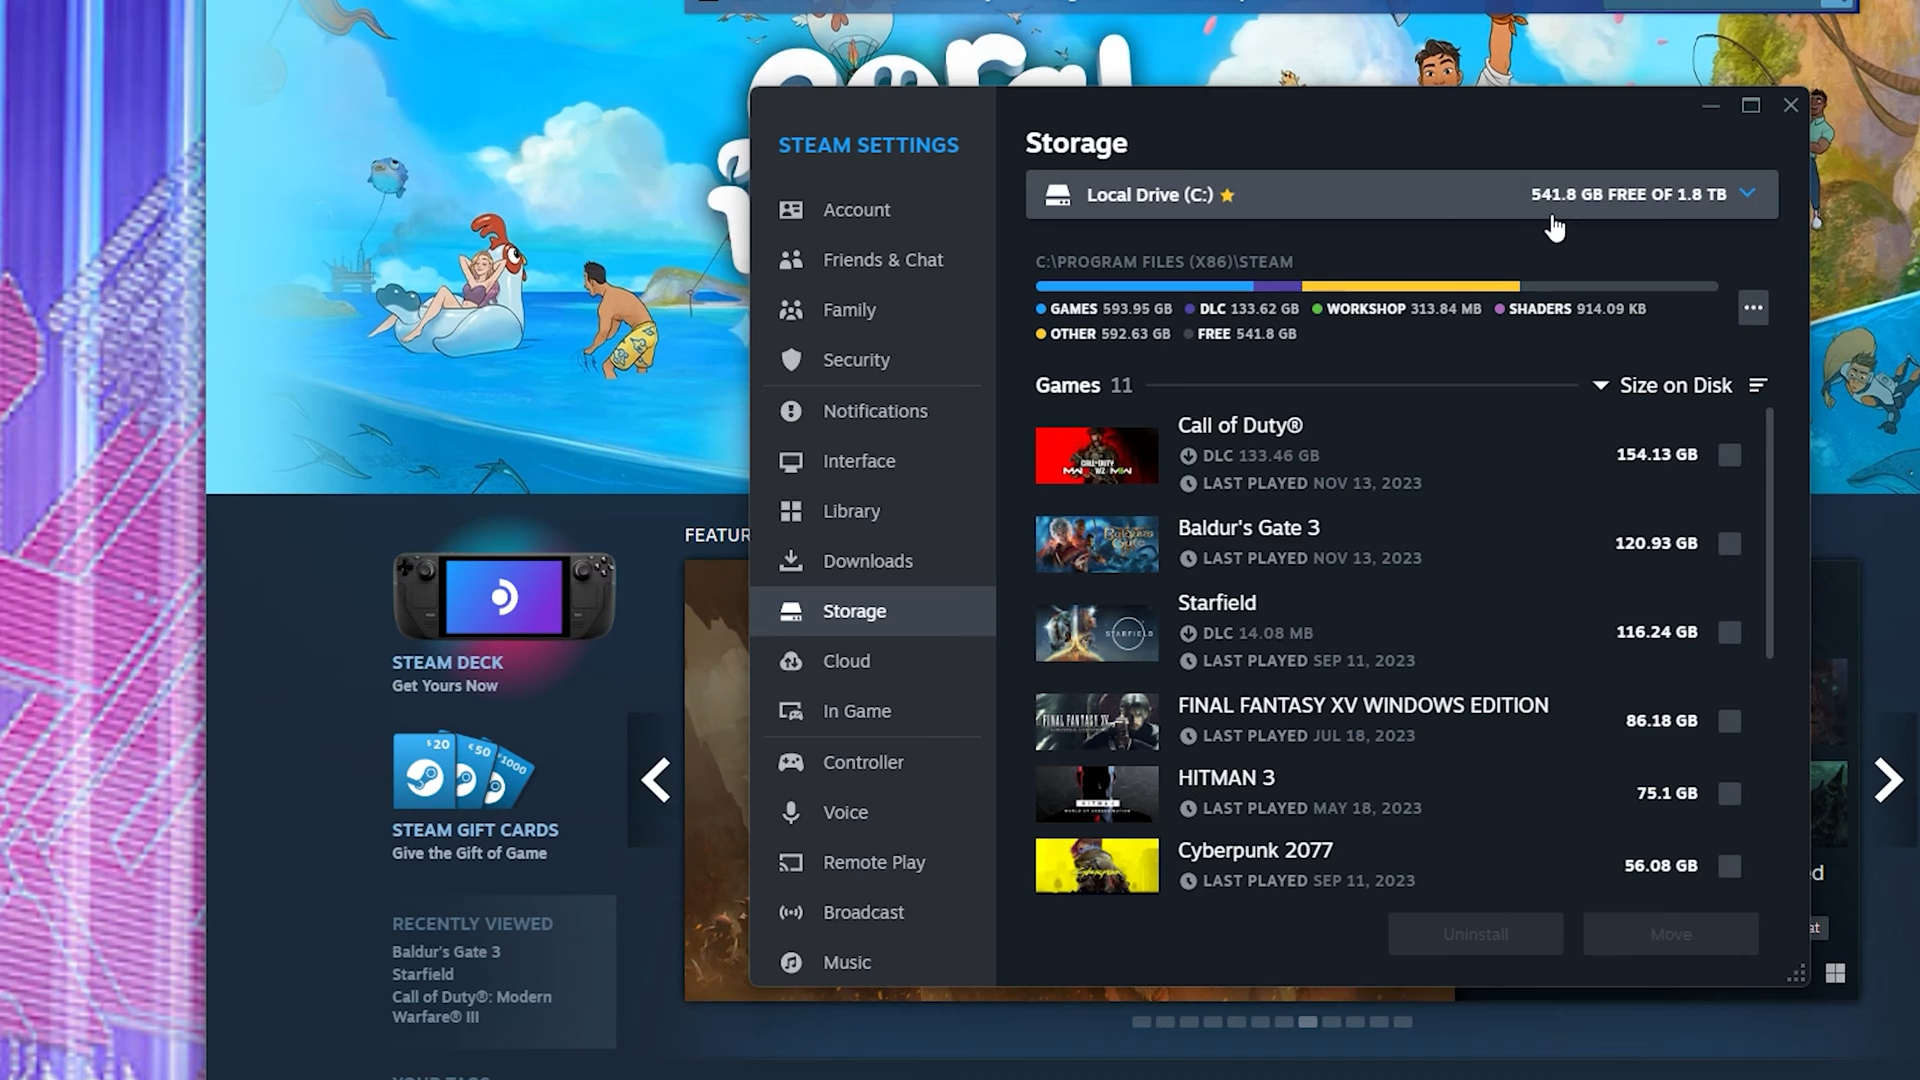 STEAM SETTINGS
Account
Friends & Chat
Family
Security
Notifications
Interface
Library
Downloads
Storage
Cloud
In Game
Controller
Voice
Remote Play
Broadcast
Music
Storage
Local Drive (C:)
541.8 GB FREE OF 1.8 TB
C:\PROGRAM FILES (X86)\STEAM
GAMES 593.95 GB DLC 133.62 GB WORKSHOP 313.84 MB SHADERS 914.09 KB
OTHER 592.63 GB FREE 541.8 GB
Games 11
Size on Disk
Call of Duty®
DLC 133.46 GB
LAST PLAYED NOV 13, 2023
154.13 GB
Baldur's Gate 3
LAST PLAYED NOV 13, 2023
120.93 GB
Starfield
DLC 14.08 MB
LAST PLAYED SEP 11, 2023
116.24 GB
STARFIELD
FINAL FANTASY XV WINDOWS EDITION
LAST PLAYED JUL 18, 2023
86.18 GB
FINAL FANTASY XV
HITMAN 3
LAST PLAYED MAY 18, 2023
75.1 GB
Cyberpunk 2077
LAST PLAYED SEP 11, 2023
56.08 GB
Uninstall
Move
STEAM DECK
Get Yours Now
$20
€50
¥1000
STEAM GIFT CARDS
Give the Gift of Game
RECENTLY VIEWED
Baldur's Gate 3
Starfield
Call of Duty®: Modern
Warfare® III